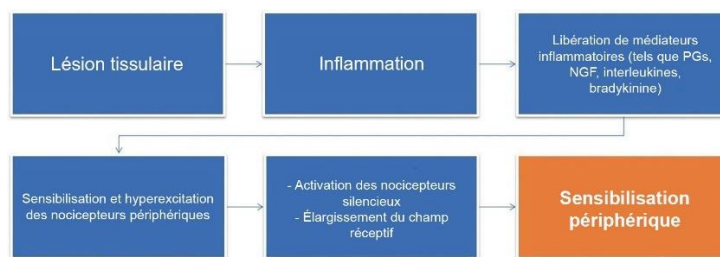 Lésion tissulaire
Inflammation
Libération de médiateurs
inflammatoires (tels que PGs,
NGF, interleukines,
bradykinine)
Sensibilisation et hyperexcitation
des nocicepteurs périphériques
- Activation des nocicepteurs
silencieux
- Élargissement du champ
réceptif
Sensibilisation
périphérique